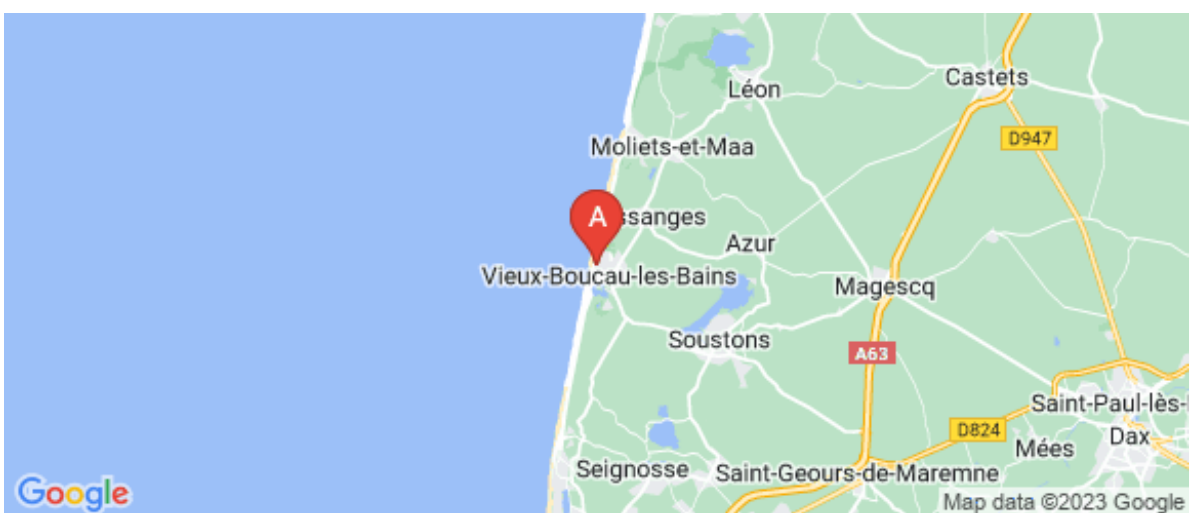 Castets
Léon
D947
Moliets-et-Maa
A
ssanges
Azur
Vieux-Boucau-les-Bains
Magescq
Soustons
A63
Saint-Paul-lès-
D824
Dax
Mées
Seignosse
Saint-Geours-de-Maremne
Google
Map data ©2023 Google